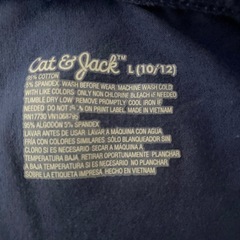 Cat & Jack™ L (10/12)
95% COTTON
5% SPANDEX WASH BEFORE WEAR. MACHINE WASH COLD
WITH LIKE COLORS. ONLY NON CHLORINE BLEACH IF NEEDED.
TUMBLE DRY LOW. REMOVE PROMPTLY. COOL IRON IF
NEEDED. DO NOT IRON ON PRINT. MADE IN VIETNAM
RN17730
95% ALGODÓN 5% SPANDEX
LAVAR ANTES DE USAR. LAVAR A MÁQUINA CON AGUA
FRÍA Y COLORES SIMILARES. SÓLO BLANQUEADOR SIN
CLORO SI ES NECESARIO. SECAR A MÁQUINA A
TEMPERATURA BAJA. RETIRAR OPORTUNAMENTE. PLANCHAR
A BAJA TEMPERATURA SI ES NECESARIO. NO PLANCHAR
SOBRE LA ETIQUETA IMPRESA. HECHO EN VIETNAM